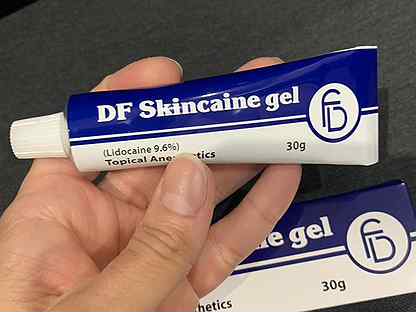 DF Skincaine gel
(Lidocaine 9.6%)
30g
Topical
gel
30g